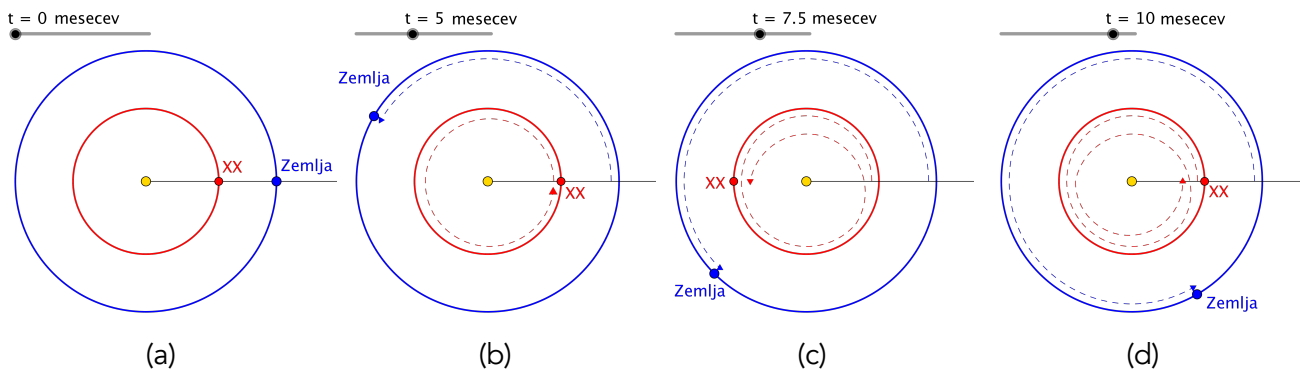 t = 0 mesecev
XX
Zemlja
(a)
t = 5 mesecev
Zemlja
XX
(b)
t = 7.5 mesecev
XX
Zemlja
(c)
t = 10 mesecev
XX
Zemlja
(d)